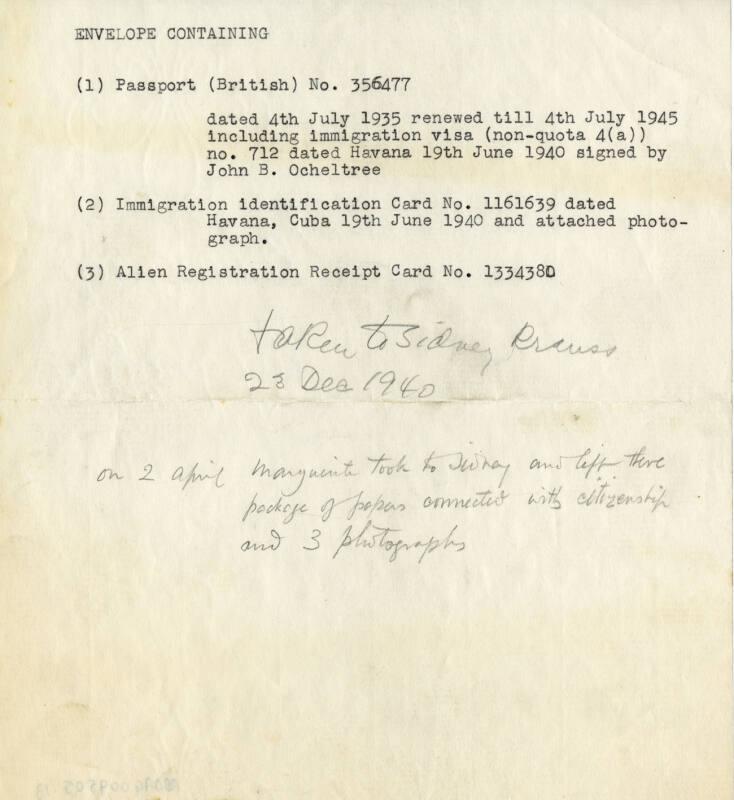 ENVELOPE CONTAINING
(1) Passport (British) No. 356477
dated 4th July 1935 renewed till 4th July 1945
including immigration visa (non-quota 4(a))
no. 712 dated Havana 19th June 1940 signed by
John B. Ocheltree
(2) Immigration identification Card No. 1161639 dated
Havana, Cuba 19th June 1940 and attached photo-
graph.
(3) Alien Registration Receipt Card No. 1334380
taken to Sidney Krauss
23 Dec 1940
on 2 April Marguerite took to Sidney and left there
package of papers connected with citizenship
and 3 photographs